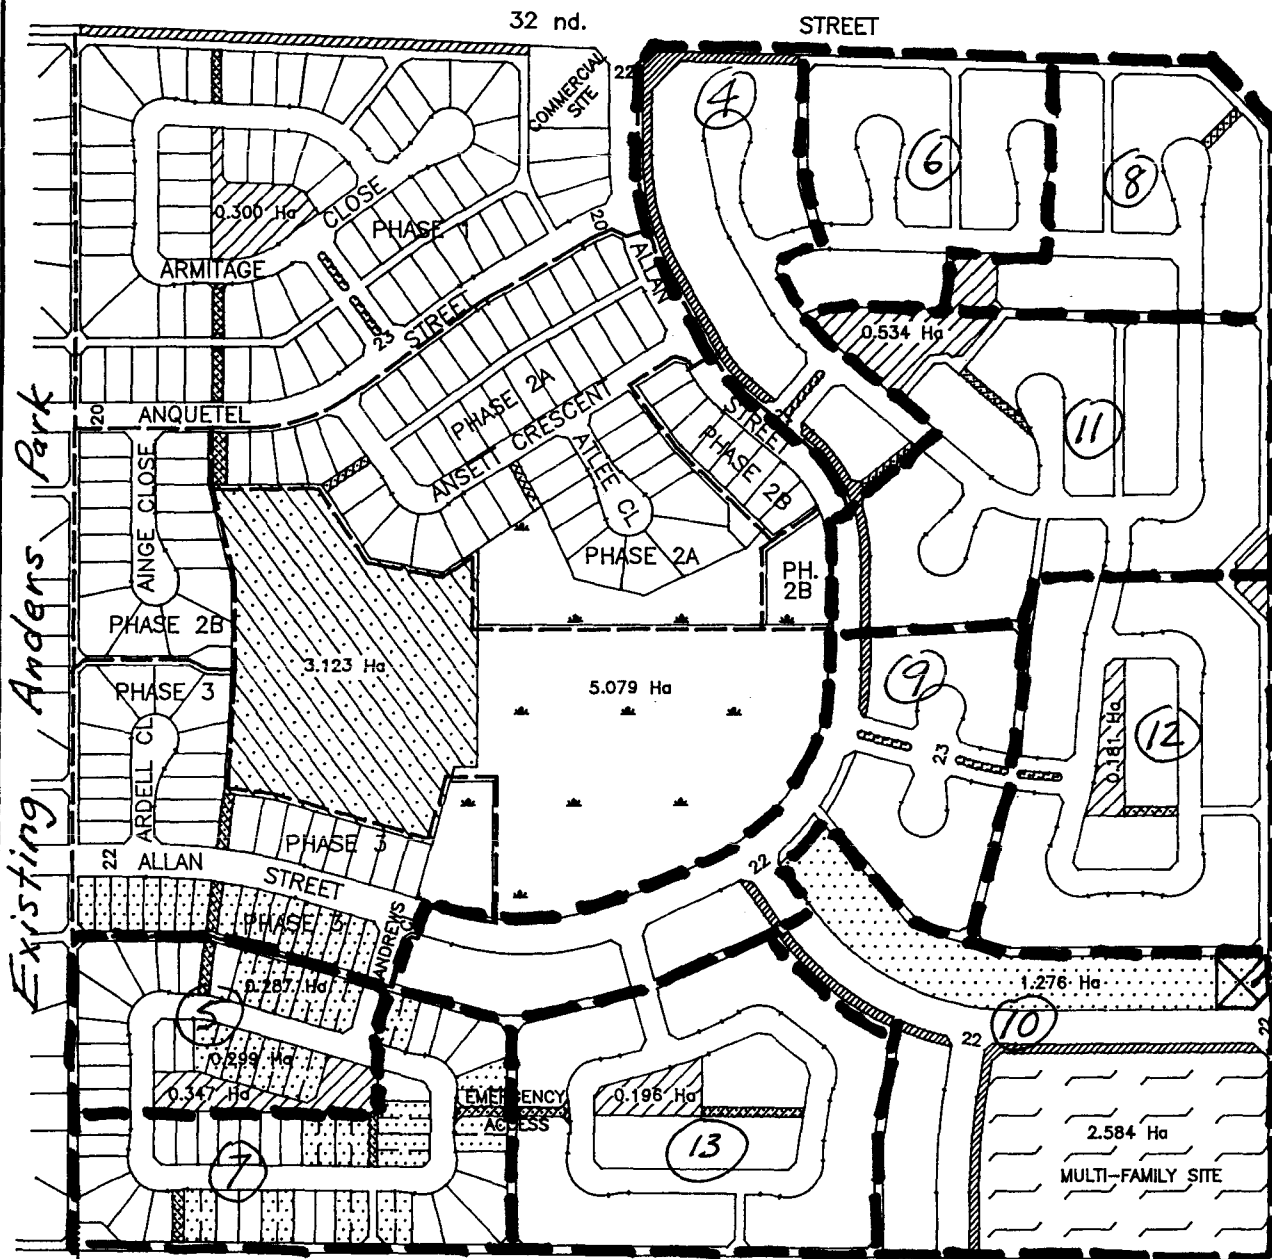 32 nd.
STREET
COMMERCIAL
SITE
22
4
6
8
0.300 Ha
CLOSE
PHASE 1
ARMITAGE
20
ALLAN
23
STREET
0.534 Ha
20
ANQUETEL
PHASE 2A
ANSETT CRESCENT
ATLEE CL
STREET
PHASE 2B
11
AINGE CLOSE
PHASE 2A
PH.
2B
PHASE 2B
3.123 Ha
5.079 Ha
9
PHASE 3
ARDELL CL
23
0.181 Ha
12
PHASE 3
22
ALLAN
STREET
22
PHASE 3
ANDREWS
CL
0.287 Ha
1.276 Ha
5
10
22
22
0.299 Ha
0.347 Ha
EMERGENCY
ACCESS
0.196 Ha
13
7
2.584 Ha
MULTI-FAMILY SITE
Existing Anders Park